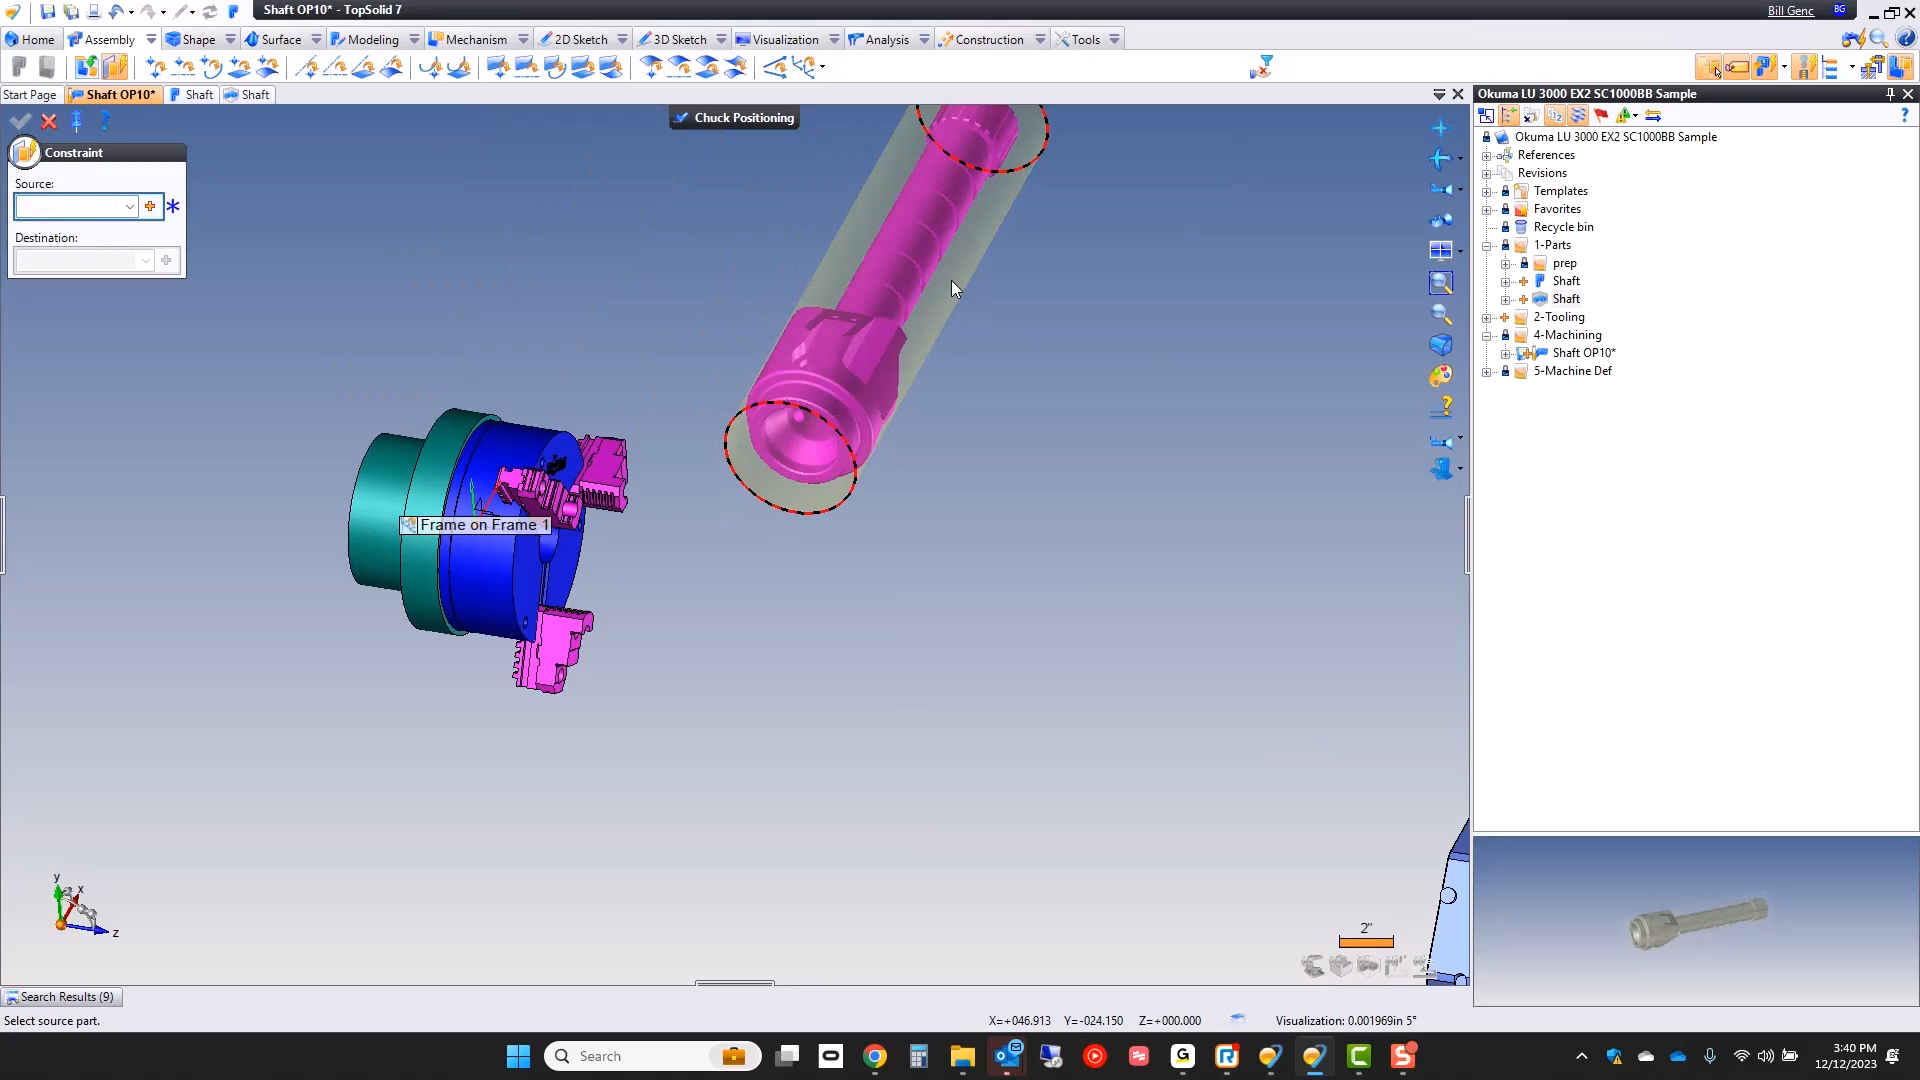 Shaft OP10* - TopSolid 7
Bill Genc
BG
Home
Assembly
Shape
Surface
Modeling
Mechanism
2D Sketch
3D Sketch
Visualization
Analysis
Construction
Tools
Start Page
Shaft OP10*
Shaft
Shaft
Okuma LU 3000 EX2 SC1000BB Sample
Chuck Positioning
Constraint
Source:
Destination:
Okuma LU 3000 EX2 SC1000BB Sample
References
Revisions
Templates
Favorites
Recycle bin
1-Parts
prep
Shaft
Shaft
2-Tooling
4-Machining
Shaft OP10*
5-Machine Def
Frame on Frame 1
y
x
z
2"
Search Results (9)
Select source part.
X=+046.913 Y=-024.150 Z=+000.000
Visualization: 0.001969in 5°
Search
3:40 PM
12/12/2023